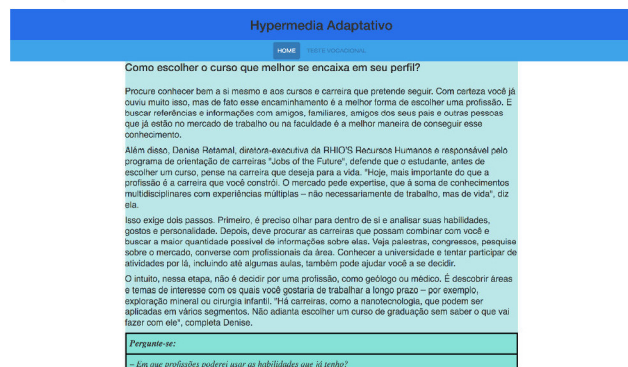 Hypermedia Adaptativo
HOME TESTE VOCACIONAL
Como escolher o curso que melhor se encaixa em seu perfil?
Procure conhecer bem a si mesmo e aos cursos e carreira que pretende seguir. Com certeza você já
ouviu muito isso, mas de fato esse encaminhamento é a melhor forma de escolher uma profissão. E
buscar referências e informações com amigos, familiares, amigos dos seus pais e outras pessoas
que já estão no mercado de trabalho ou na faculdade é a melhor maneira de conseguir esse
conhecimento.
Além disso, Denise Retamal, diretora-executiva da RHIO'S Recursos Humanos e responsável pelo
programa de orientação de carreiras "Jobs of the Future", defende que o estudante, antes de
escolher um curso, pense na carreira que deseja para a vida. "Hoje, mais importante do que a
profissão é a carreira que você constrói. O mercado pede expertise, que é a soma de conhecimentos
multidisciplinares com experiências múltiplas – não necessariamente de trabalho, mas de vida", diz
ela.
Isso exige dois passos. Primeiro, é preciso olhar para dentro de si e analisar suas habilidades,
gostos e personalidade. Depois, deve procurar as carreiras que possam combinar com você e
buscar a maior quantidade possível de informações sobre elas. Veja palestras, congressos, pesquise
sobre o mercado, converse com profissionais da área. Conhecer a universidade e tentar participar de
atividades por lá, incluindo até algumas aulas, também pode ajudar você a se decidir.
O intuito, nessa etapa, não é decidir por uma profissão, como geólogo ou médico. É descobrir áreas
e temas de interesse com os quais você gostaria de trabalhar a longo prazo – por exemplo,
exploração mineral ou cirurgia infantil. "Há carreiras, como a nanotecnologia, que podem ser
aplicadas em vários segmentos. Não adianta escolher um curso de graduação sem saber o que vai
fazer com ele", completa Denise.
Pergunte-se:
– Em que profissões poderei usar as habilidades que já tenho?